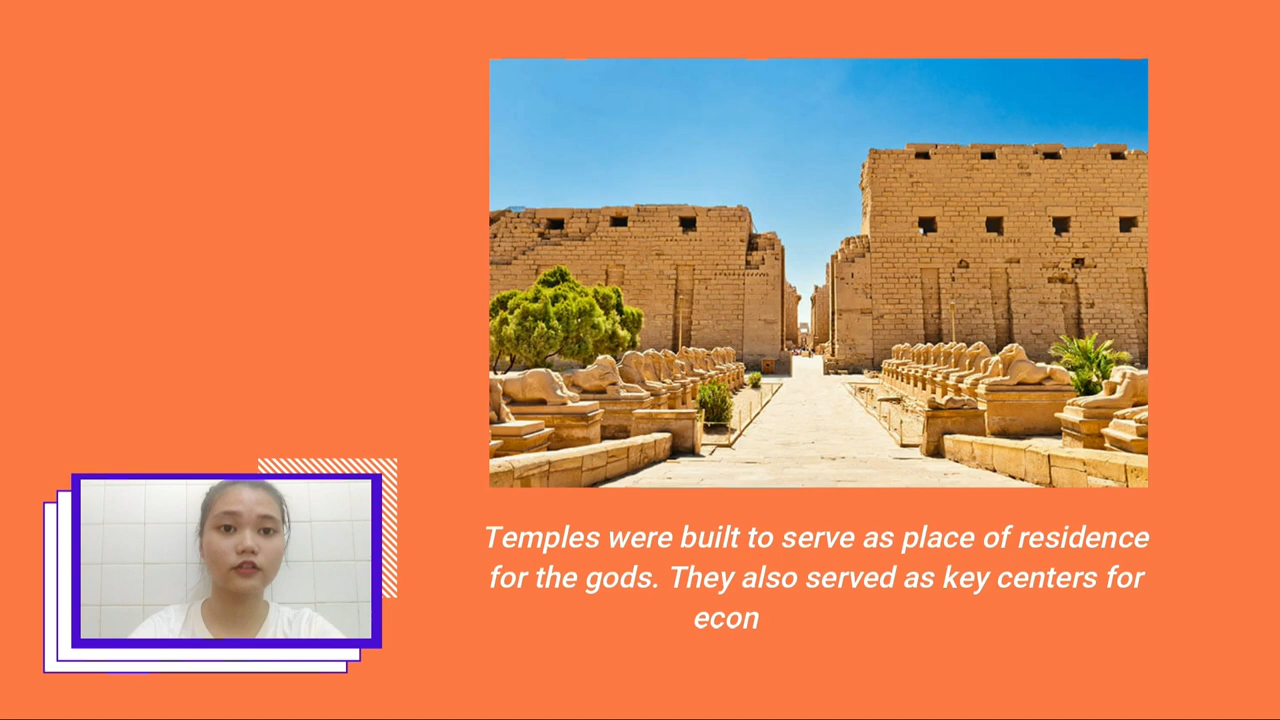 Temples were built to serve as place of residence
for the gods. They also served as key centers for
econ